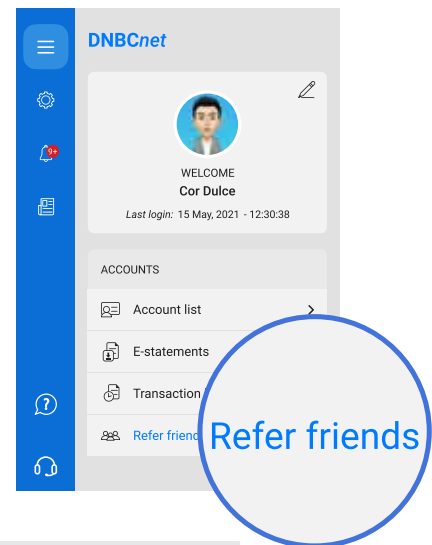 DNBCnet
9+
WELCOME
Cor Dulce
Last login: 15 May, 2021 - 12:30:38
ACCOUNTS
Account list
E-statements
Transaction
Refer friend
Refer friends
?